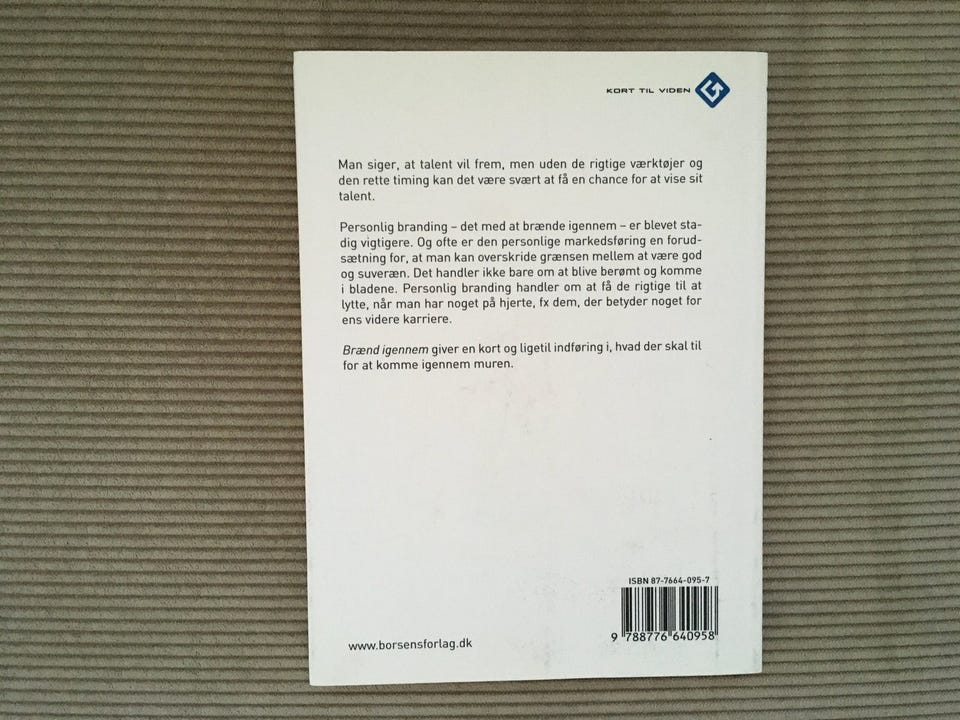 KORT TIL VIDEN
Man siger, at talent vil frem, men uden de rigtige værktøjer og
den rette timing kan det være svært at få en chance for at vise sit
talent.
Personlig branding – det med at brænde igennem – er blevet sta-
dig vigtigere. Og ofte er den personlige markedsføring en forud-
sætning for, at man kan overskride grænsen mellem at være god
og suveræn. Det handler ikke bare om at blive berømt og komme
i bladene. Personlig branding handler om at få de rigtige til at
lytte, når man har noget på hjerte, fx dem, der betyder noget for
ens videre karriere.
Brænd igennem giver en kort og ligetil indføring i, hvad der skal til
for at komme igennem muren.
ISBN 87-7664-095-7
9 788776 640958
www.borsensforlag.dk